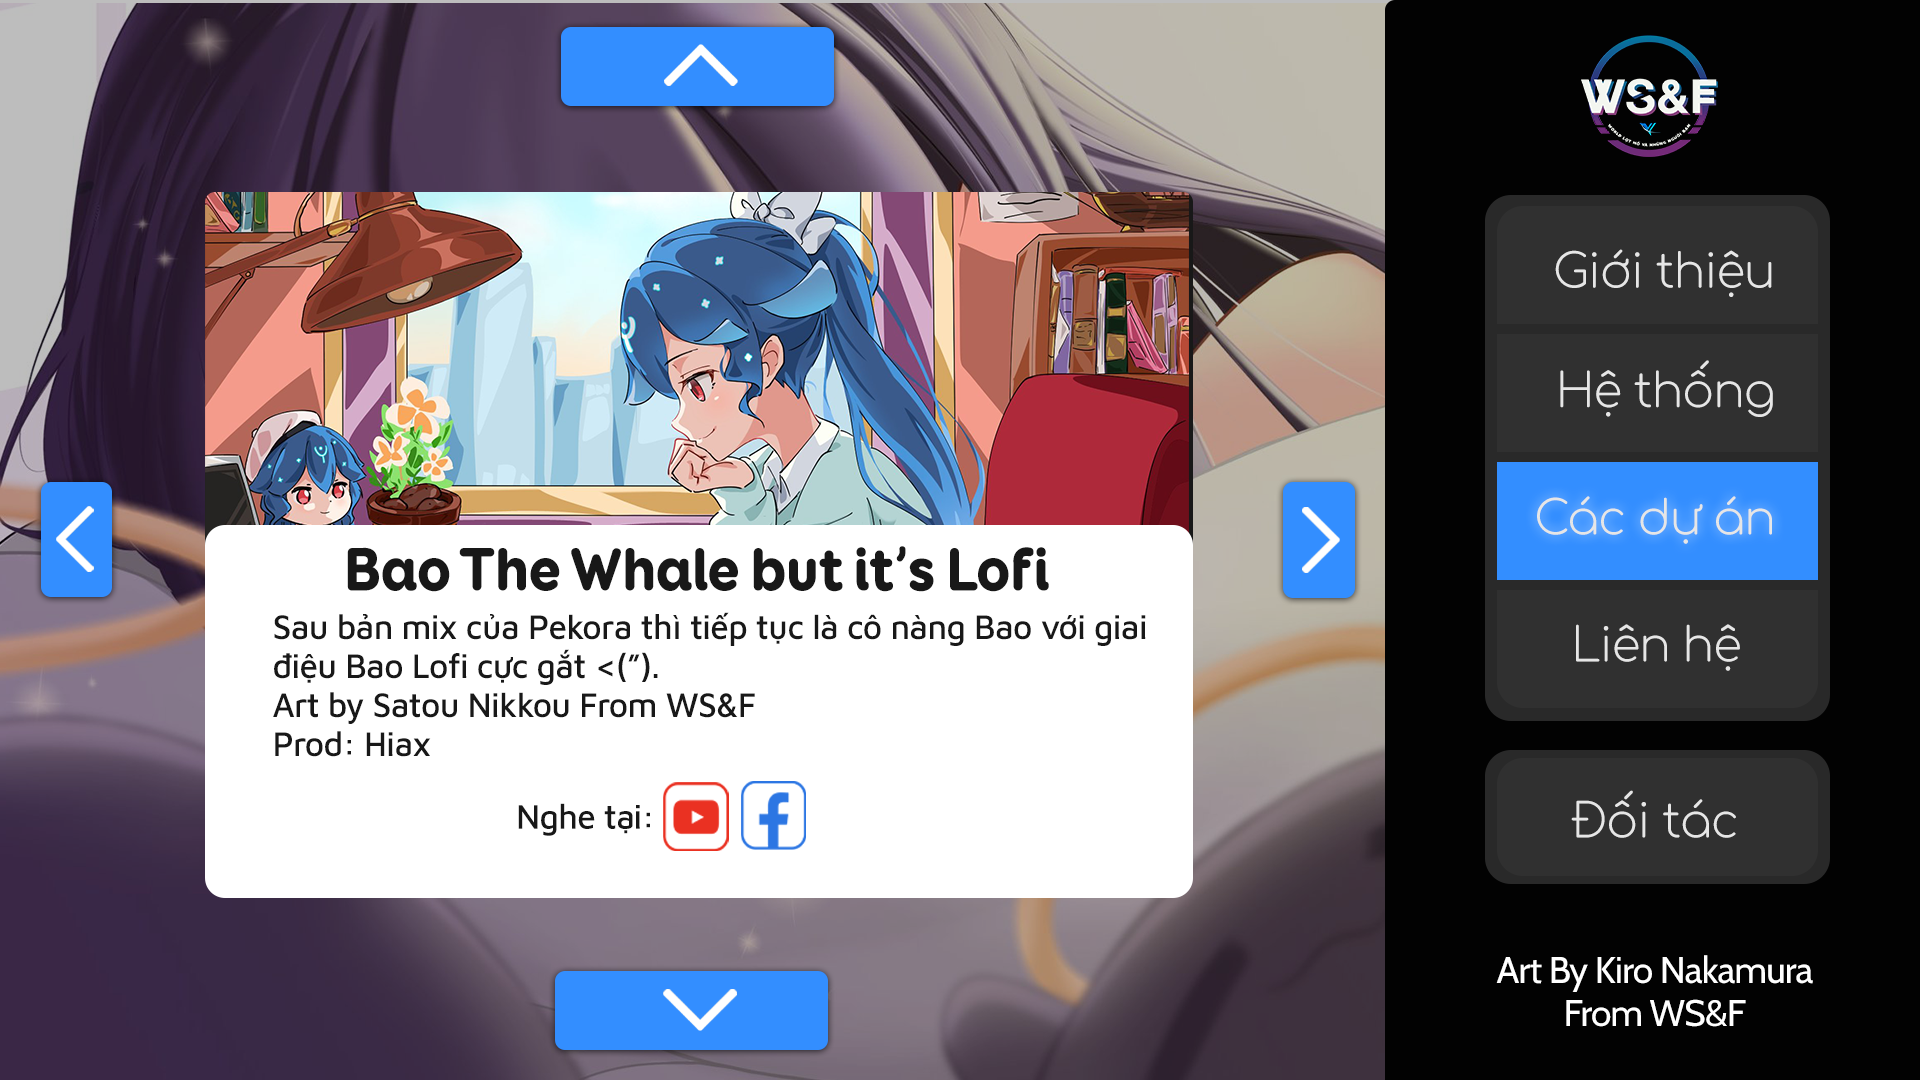 Bao The Whale but it's Lofi
Sau bản mix của Pekora thì tiếp tục là cô nàng Bao với giai
điệu Bao Lofi cực gắt <(").
Art by Satou Nikkou From WS&F
Prod: Hiax
Nghe tại:
WS&F
Giới thiệu
Hệ thống
Các dự án
Liên hệ
Đối tác
Art By Kiro Nakamura
From WS&F